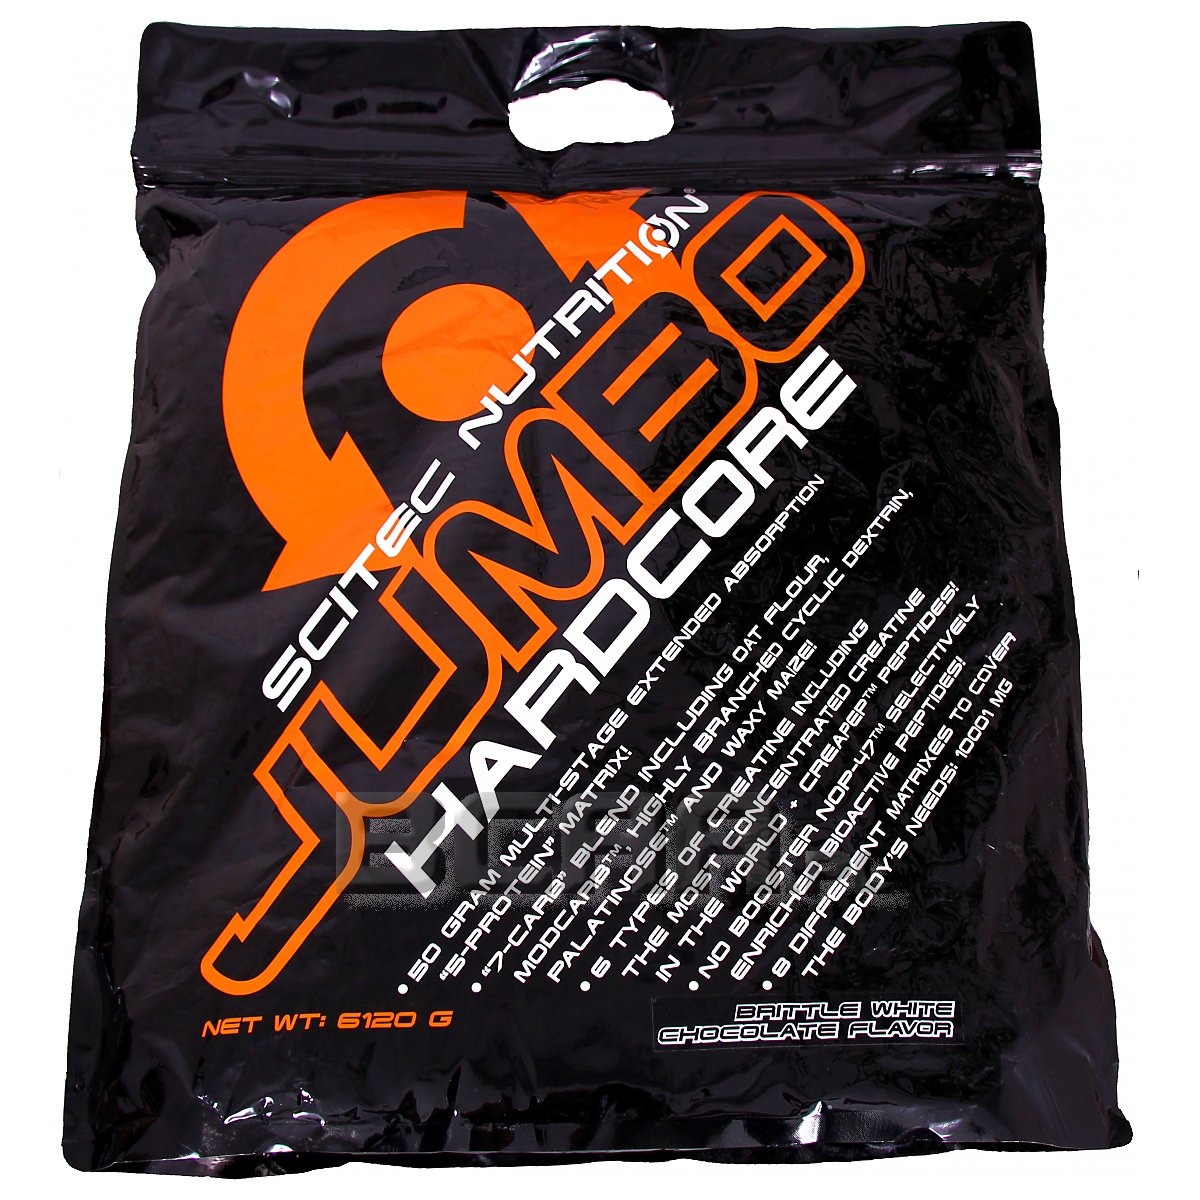 SCITEC NUTRITION®
JUMBO
HARDCORE
• 50 GRAM MULTI-STAGE EXTENDED ABSORPTION
"5-PROTEIN" MATRIX!
• "7-CARB" BLEND INCLUDING OAT FLOUR,
MODCARB™, HIGHLY BRANCHED CYCLIC DEXTRIN,
PALATINOSE™ AND WAXY MAIZE!
• 6 TYPES OF CREATINE INCLUDING
THE MOST CONCENTRATED CREATINE
IN THE WORLD + CREAPEP™ PEPTIDES!
• NO BOOSTER NOP-47™ SELECTIVELY
ENRICHED BIOACTIVE PEPTIDES!
• 8 DIFFERENT MATRIXES TO COVER
THE BODY'S NEEDS: 10001 MG
NET WT: 6120 G
BRITTLE WHITE
CHOCOLATE FLAVOR